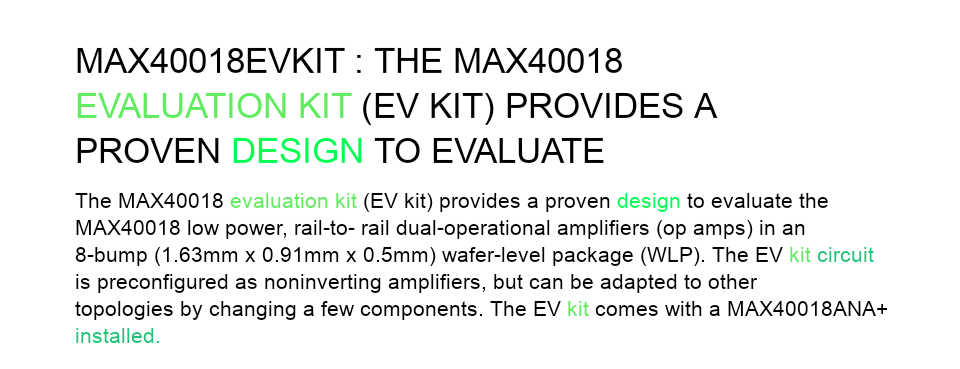 MAX40018EVKIT : THE MAX40018
EVALUATION KIT (EV KIT) PROVIDES A
PROVEN DESIGN TO EVALUATE
The MAX40018 evaluation kit (EV kit) provides a proven design to evaluate the
MAX40018 low power, rail-to- rail dual-operational amplifiers (op amps) in an
8-bump (1.63mm x 0.91mm x 0.5mm) wafer-level package (WLP). The EV kit circuit
is preconfigured as noninverting amplifiers, but can be adapted to other
topologies by changing a few components. The EV kit comes with a MAX40018ANA+
installed.